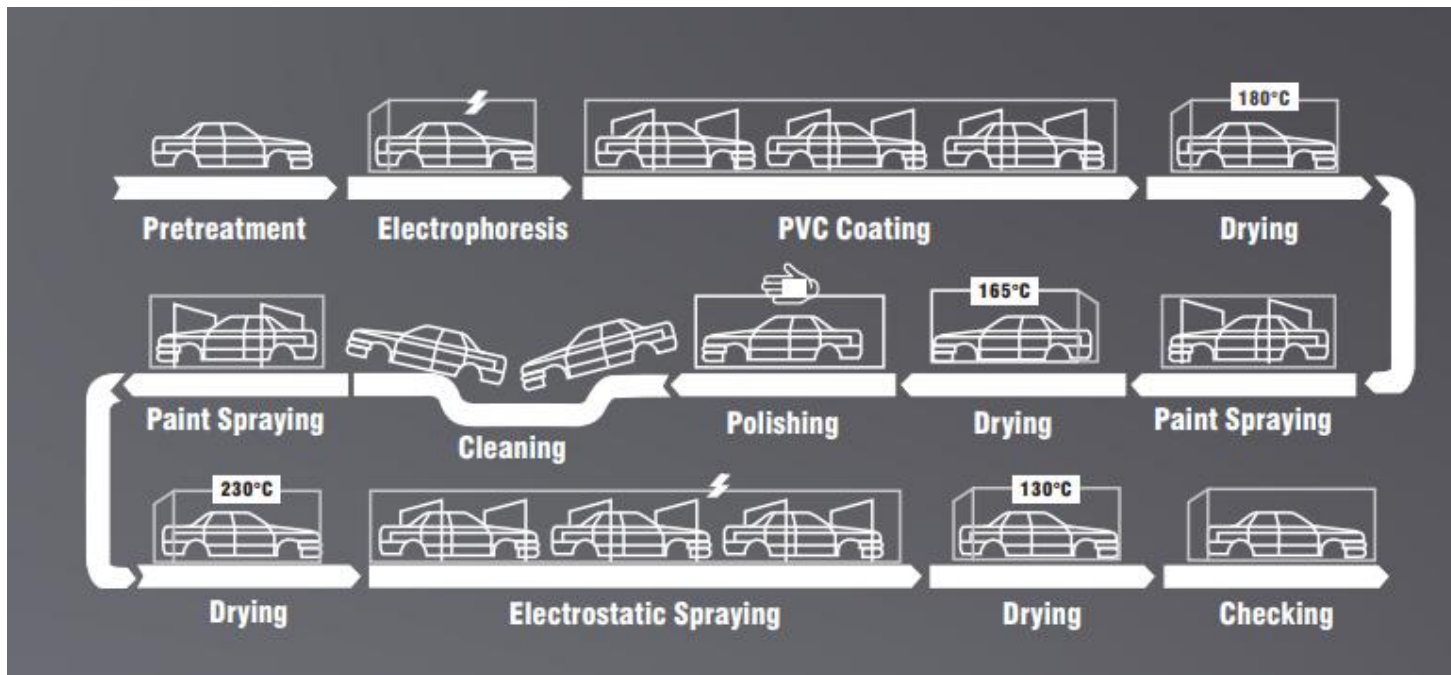 180°C
Pretreatment
Electrophoresis
PVC Coating
Drying
165°C
Paint Spraying
Cleaning
Polishing
Drying
Paint Spraying
230°C
130°C
Drying
Electrostatic Spraying
Drying
Checking